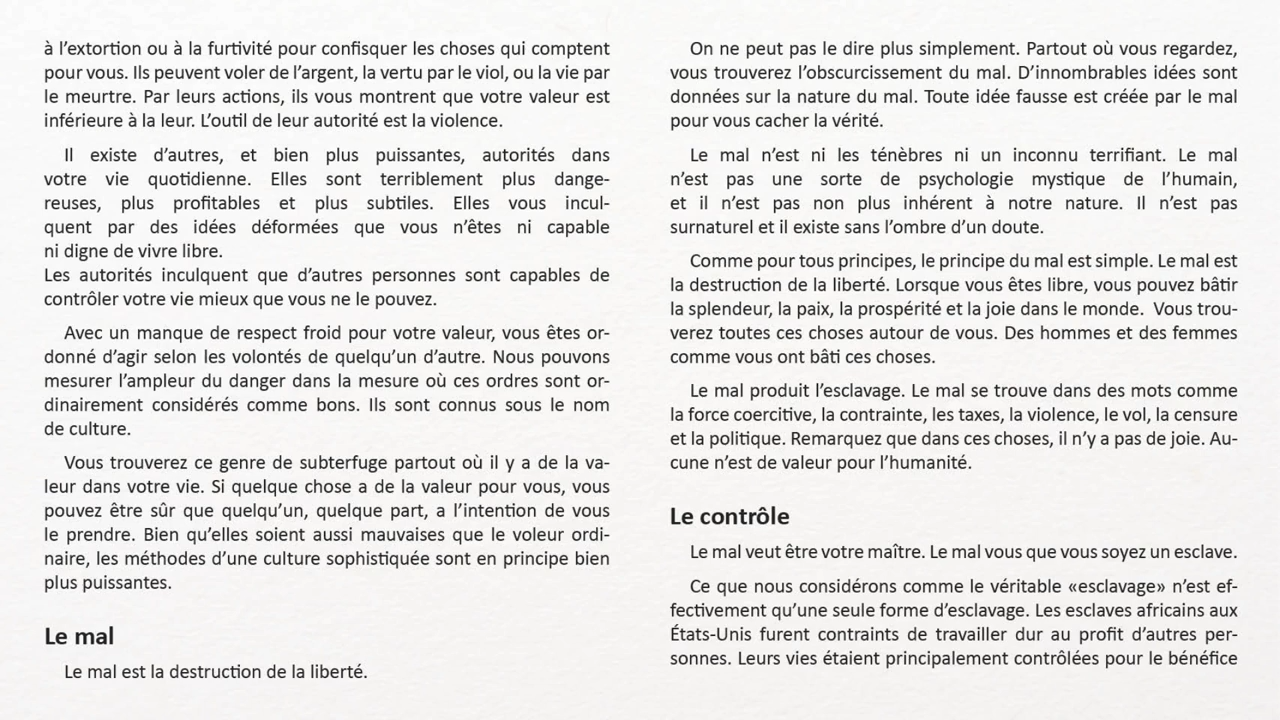 à l’extortion ou à la furtivité pour confisquer les choses qui comptent
pour vous. Ils peuvent voler de l’argent, la vertu par le viol, ou la vie par
le meurtre. Par leurs actions, ils vous montrent que votre valeur est
inférieure à la leur. L’outil de leur autorité est la violence.
Il existe d’autres, et bien plus puissantes, autorités dans
votre vie quotidienne. Elles sont terriblement plus dange-
reuses, plus profitables et plus subtiles. Elles vous incul-
quent par des idées déformées que vous n’êtes ni capable
ni digne de vivre libre.
Les autorités inculquent que d’autres personnes sont capables de
contrôler votre vie mieux que vous ne le pouvez.
Avec un manque de respect froid pour votre valeur, vous êtes or-
donné d’agir selon les volontés de quelqu’un d’autre. Nous pouvons
mesurer l’ampleur du danger dans la mesure où ces ordres sont or-
dinairement considérés comme bons. Ils sont connus sous le nom
de culture.
Vous trouverez ce genre de subterfuge partout où il y a de la va-
leur dans votre vie. Si quelque chose a de la valeur pour vous, vous
pouvez être sûr que quelqu’un, quelque part, a l’intention de vous
le prendre. Bien qu’elles soient aussi mauvaises que le voleur ordi-
naire, les méthodes d’une culture sophistiquée sont en principe bien
plus puissantes.
Le mal
Le mal est la destruction de la liberté.
On ne peut pas le dire plus simplement. Partout où vous regardez,
vous trouverez l’obscurcissement du mal. D’innombrables idées sont
données sur la nature du mal. Toute idée fausse est créée par le mal
pour vous cacher la vérité.
Le mal n’est ni les ténèbres ni un inconnu terrifiant. Le mal
n’est pas une sorte de psychologie mystique de l’humain,
et il n’est pas non plus inhérent à notre nature. Il n’est pas
surnaturel et il existe sans l’ombre d’un doute.
Comme pour tous principes, le principe du mal est simple. Le mal est
la destruction de la liberté. Lorsque vous êtes libre, vous pouvez bâtir
la splendeur, la paix, la prospérité et la joie dans le monde.  Vous trou-
verez toutes ces choses autour de vous. Des hommes et des femmes
comme vous ont bâti ces choses.
Le mal produit l’esclavage. Le mal se trouve dans des mots comme
la force coercitive, la contrainte, les taxes, la violence, le vol, la censure
et la politique. Remarquez que dans ces choses, il n’y a pas de joie. Au-
cune n’est de valeur pour l’humanité.
Le contrôle
Le mal veut être votre maître. Le mal vous que vous soyez un esclave.
Ce que nous considérons comme le véritable «esclavage» n’est ef-
fectivement qu’une seule forme d’esclavage. Les esclaves africains aux
États-Unis furent contraints de travailler dur au profit d’autres per-
sonnes. Leurs vies étaient principalement contrôlées pour le bénéfice